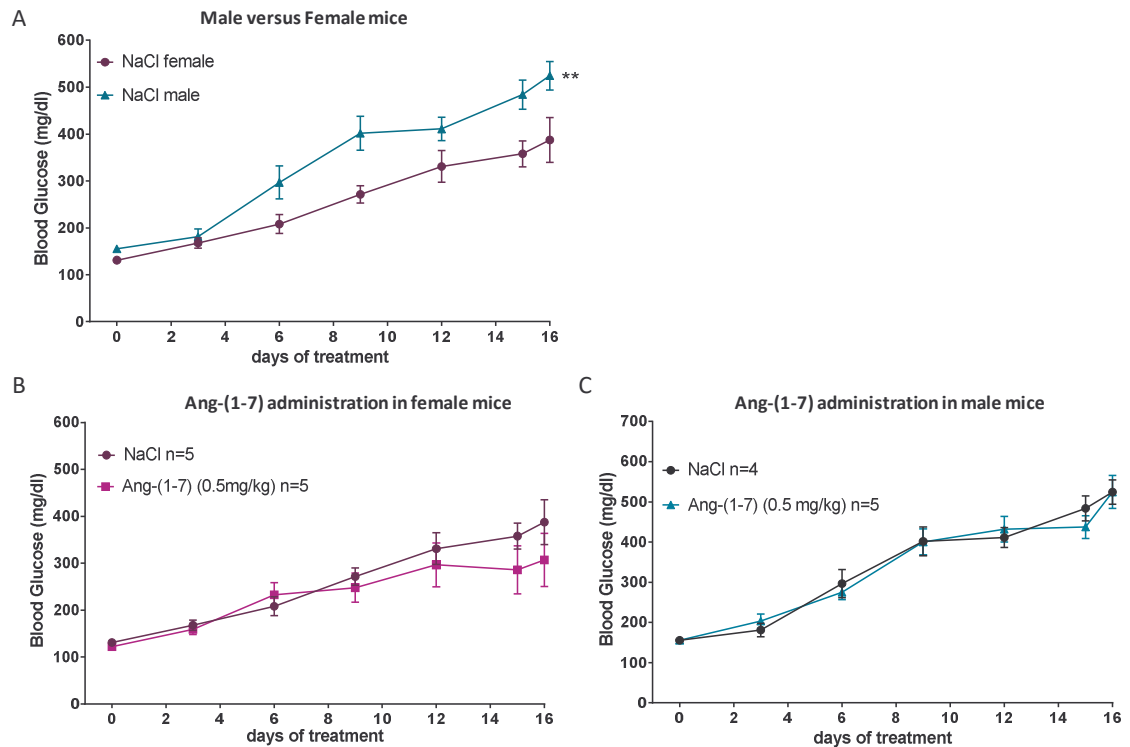 A
Male versus Female mice
600
500
400
300
200
100
0
Blood Glucose (mg/dl)
NaCl female
NaCl male
**
0 2 4 6 8 10 12 14 16
days of treatment
B
Ang-(1-7) administration in female mice
600
500
400
300
200
100
0
Blood Glucose (mg/dl)
NaCl n=5
Ang-(1-7) (0.5mg/kg) n=5
0 2 4 6 8 10 12 14 16
days of treatment
C
Ang-(1-7) administration in male mice
700
600
500
400
300
200
100
0
Blood Glucose (mg/dl)
NaCl n=4
Ang-(1-7) (0.5 mg/kg) n=5
0 2 4 6 8 10 12 14 16
days of treatment